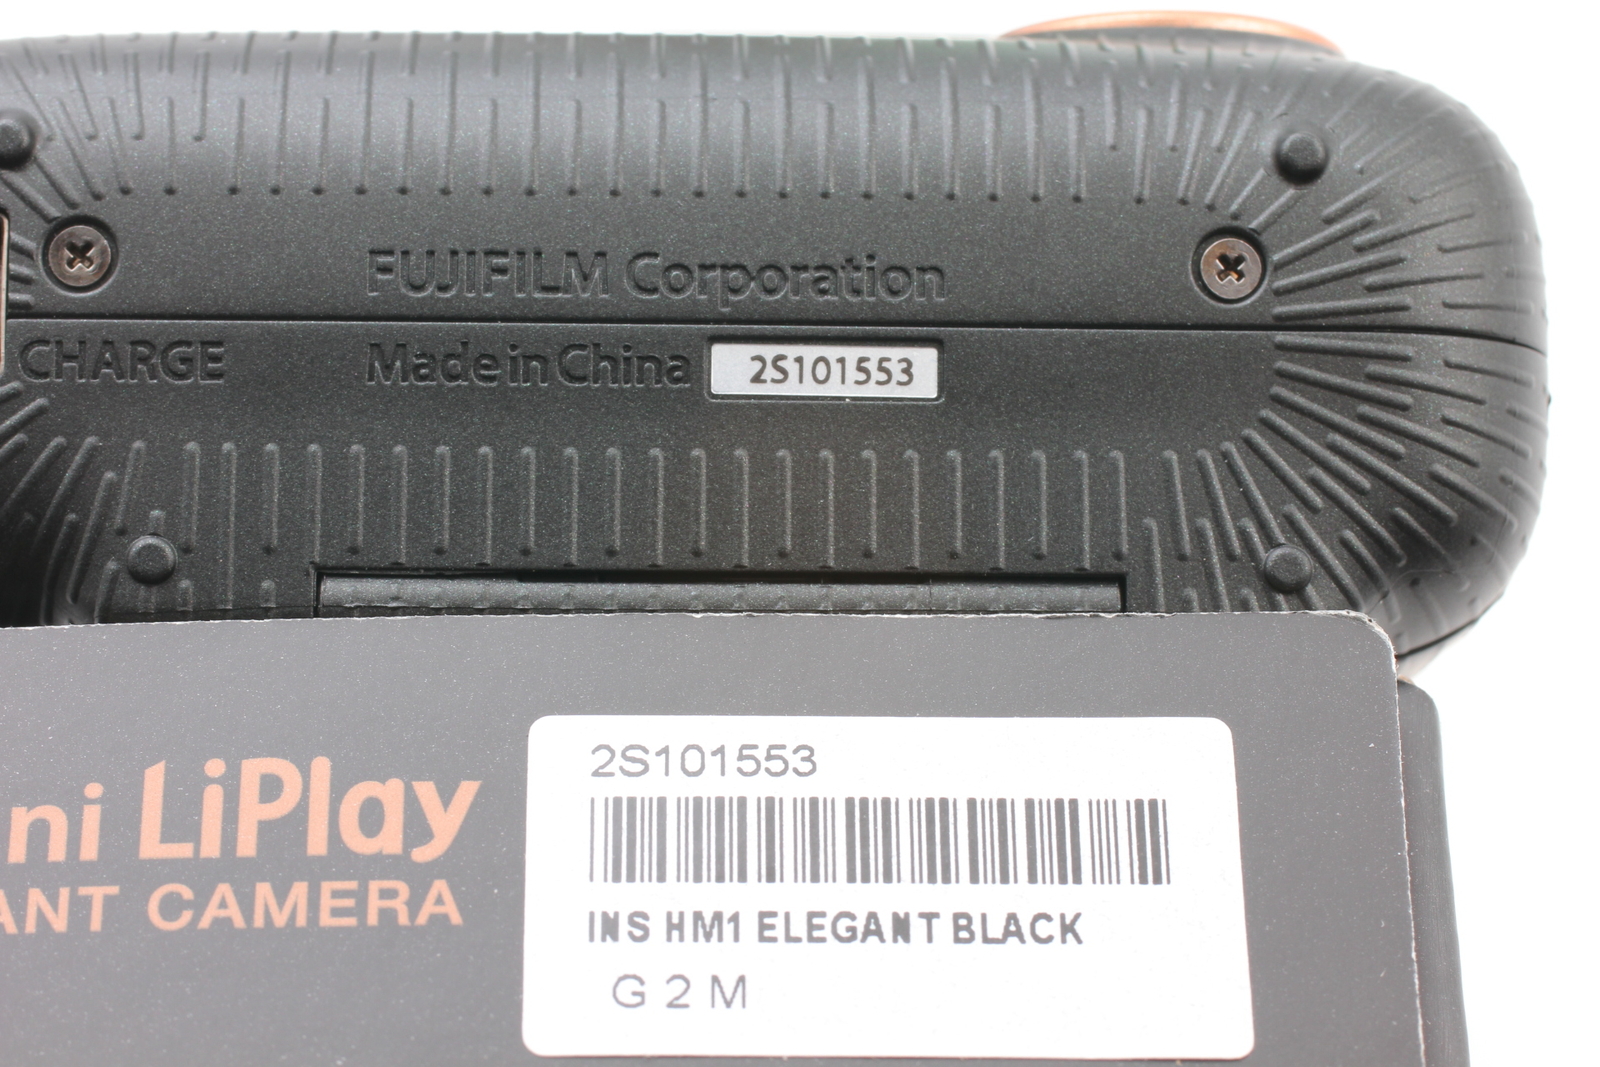 FUJIFILM Corporation
CHARGE
Made in China 2S101553
ni LiPlay
ANT CAMERA
2S101553
INS HM1 ELEGANT BLACK
G 2 M